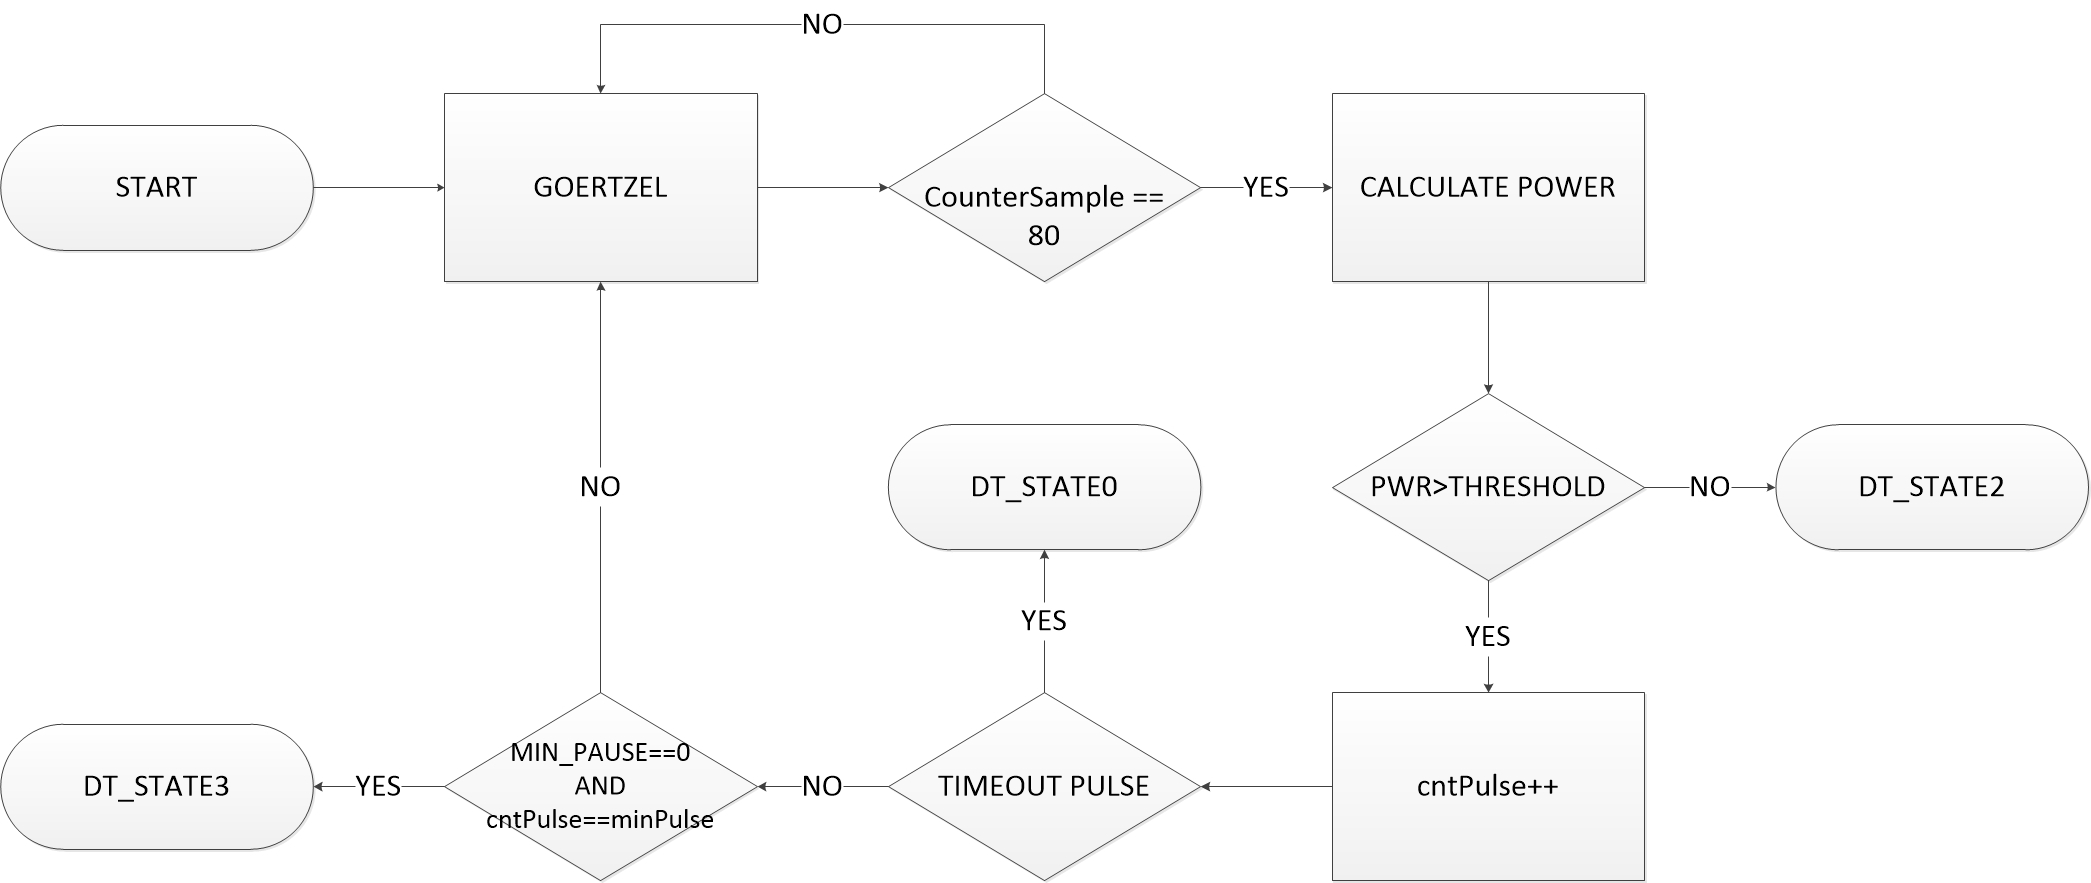 NO
START
GOERTZEL
CounterSample ==
80
YES
CALCULATE POWER
NO
DT_STATE0
PWR>THRESHOLD
NO
DT_STATE2
YES
YES
DT_STATE3
YES
MIN_PAUSE==0
AND
cntPulse==minPulse
NO
TIMEOUT PULSE
cntPulse++